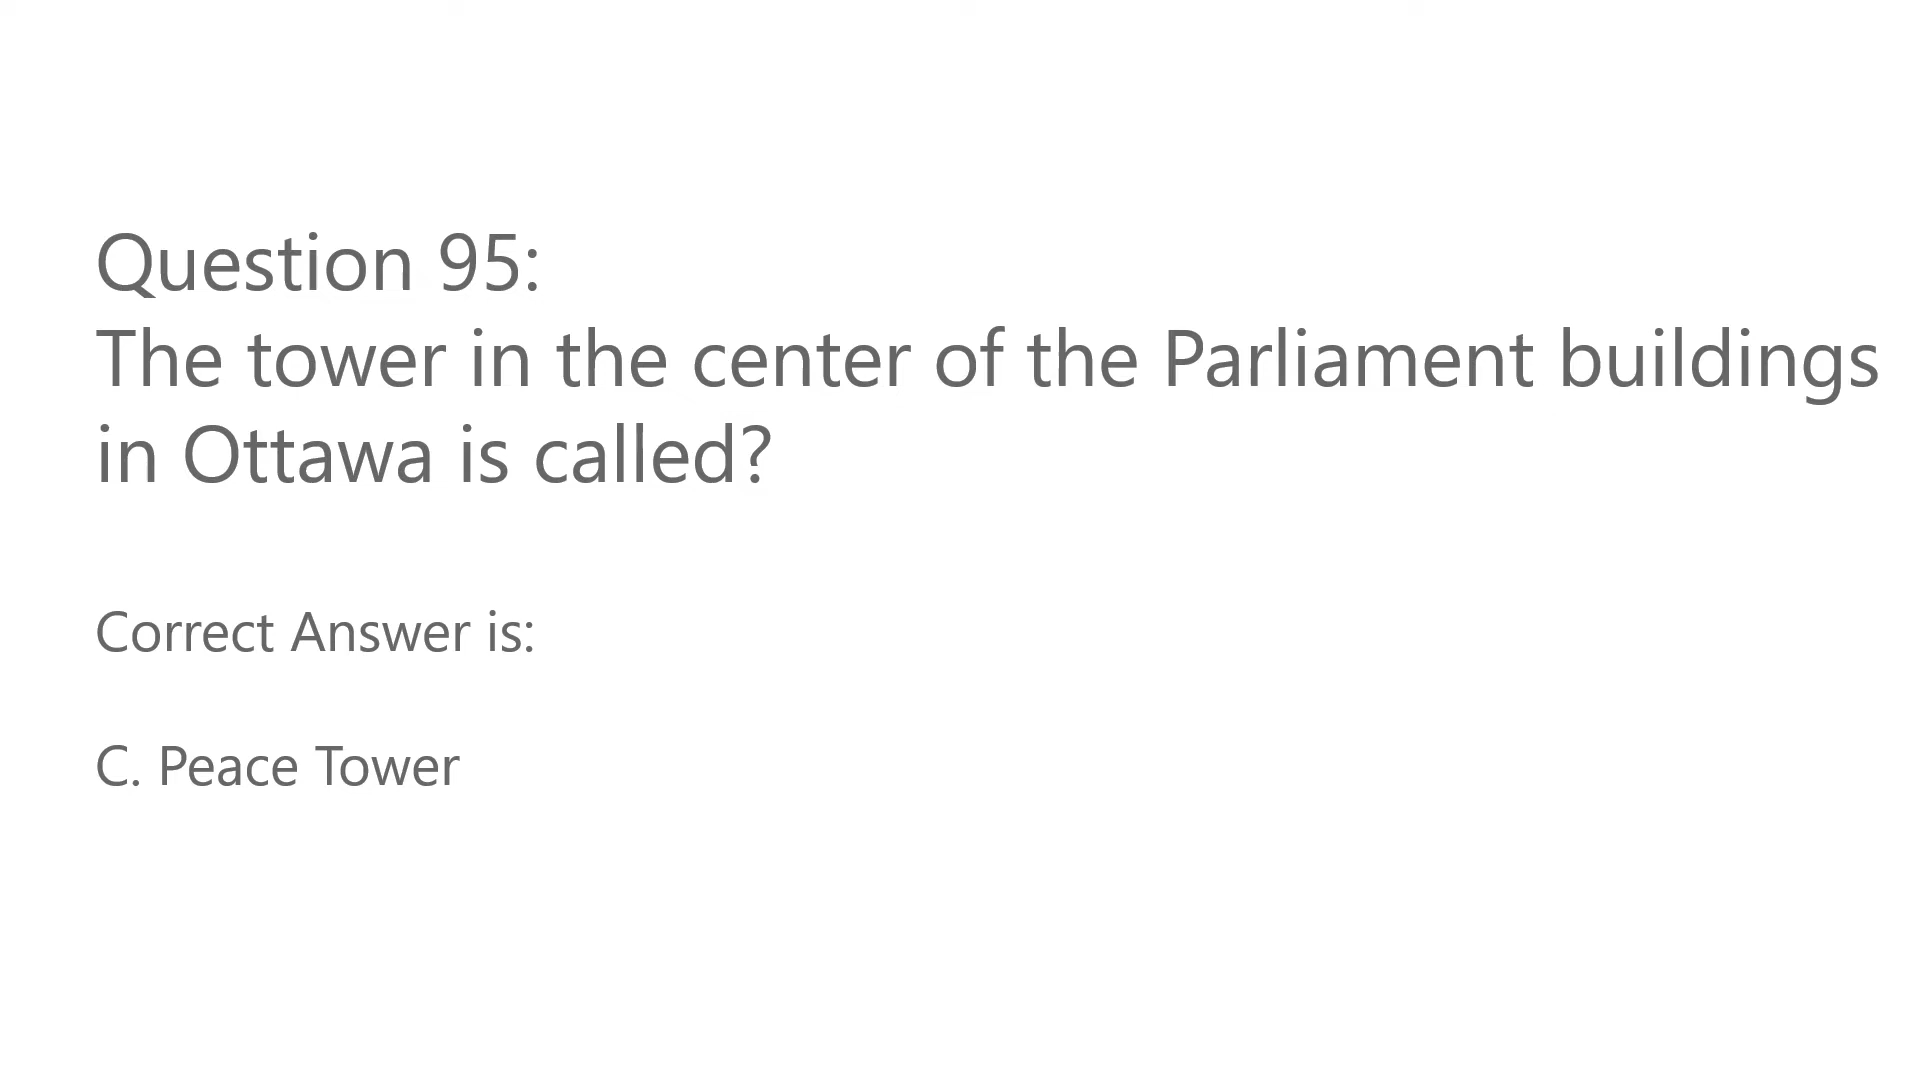 Question 95:
The tower in the center of the Parliament buildings
in Ottawa is called?
Correct Answer is:
C. Peace Tower